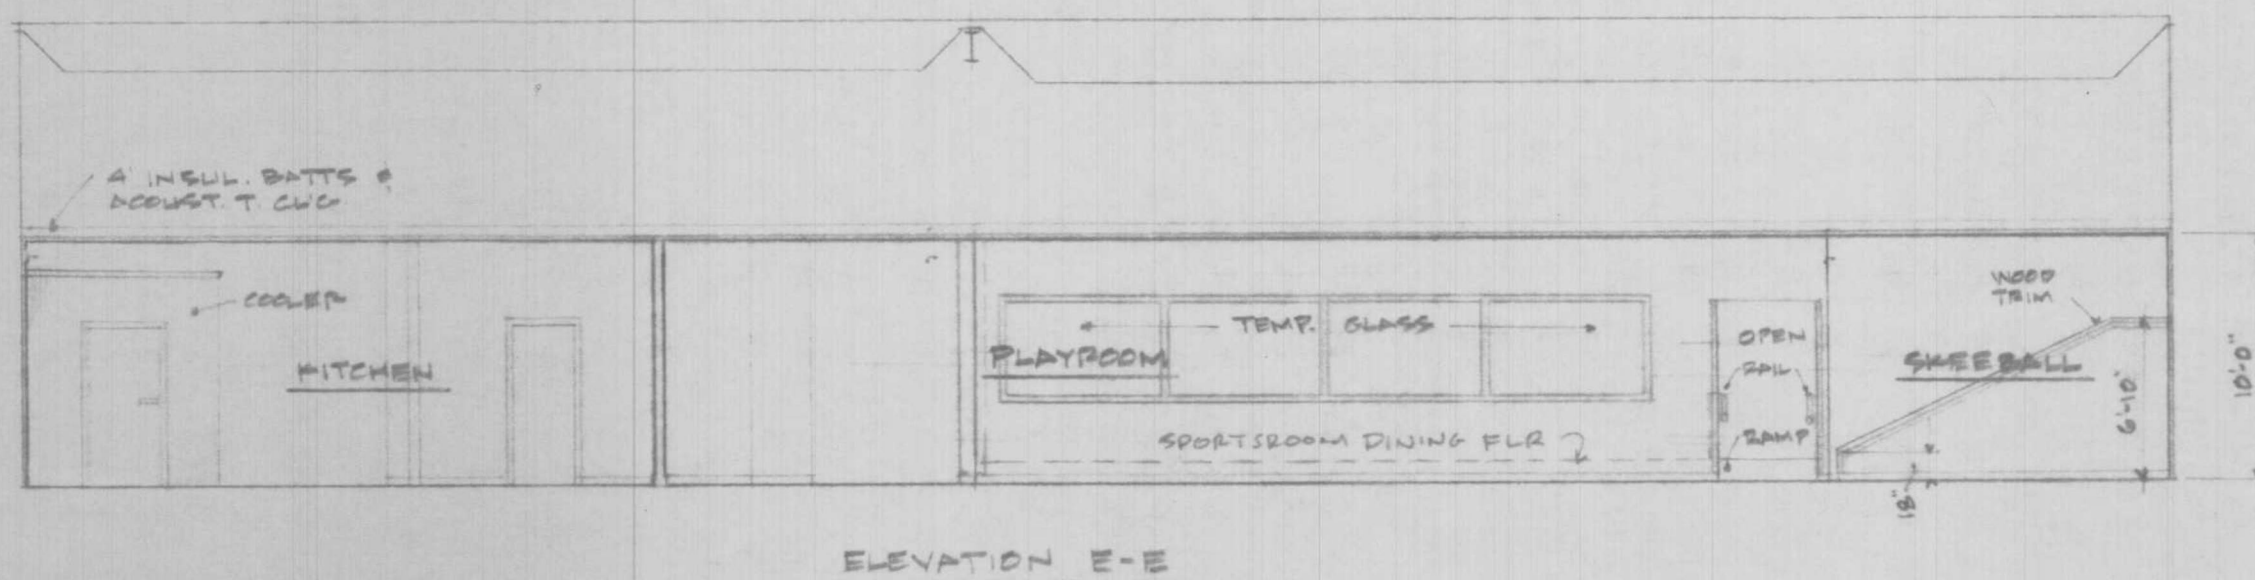 4" INSUL. BATTS &
ACOUST. T. CL'G
COOLER
KITCHEN
PLAYROOM
← TEMP. GLASS →
SPORTSROOM DINING FLR
OPEN
RAIL
RAMP
WOOD
TRIM
SKEEBALL
6'-10"
18"
10'-0"
ELEVATION E-E